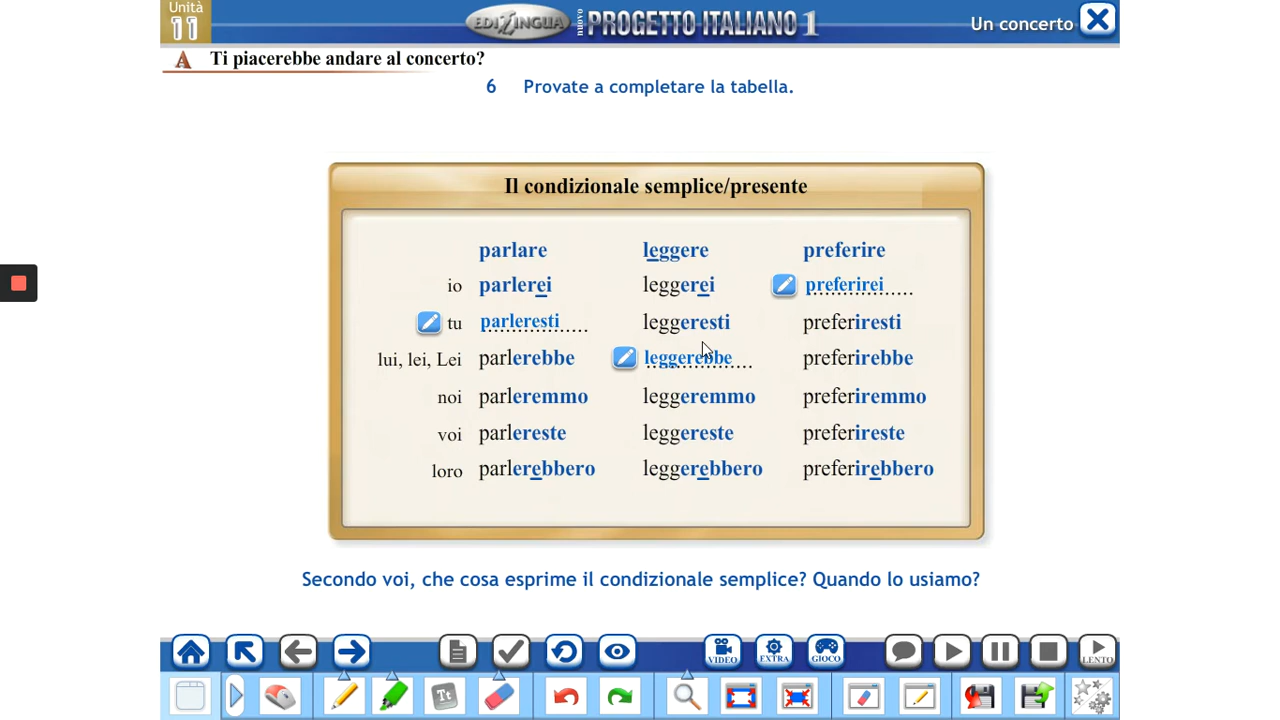 Unità
11
EDILINGUA nuovo PROGETTO ITALIANO 1
Un concerto
A Ti piacerebbe andare al concerto?
6 Provate a completare la tabella.
Il condizionale semplice/presente
parlare leggere preferire
io parlerei leggerei preferirei
tu parleresti leggeresti preferiresti
lui, lei, Lei parlerebbe leggerebbe preferirebbe
noi parleremmo leggeremmo preferiremmo
voi parlereste leggereste preferireste
loro parlerebbero leggerebbero preferirebbero
Secondo voi, che cosa esprime il condizionale semplice? Quando lo usiamo?
VIDEO EXTRA GIOCO LENTO
Tt